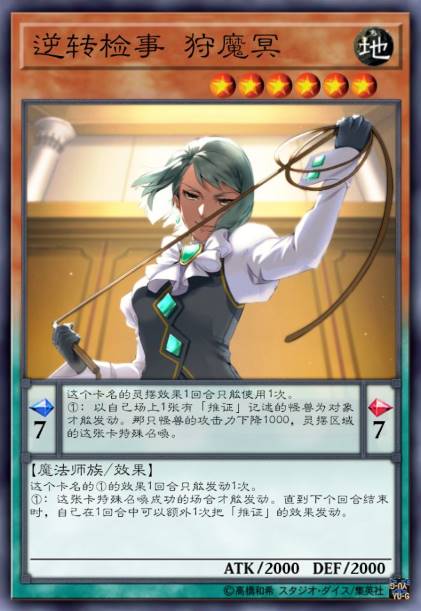 逆转检事 狩魔冥
地
这个卡名的灵摆效果1回合只能使用1次。
①：以自己场上1张有「推证」记述的怪兽为对象
才能发动。那只怪兽的攻击力下降1000，灵摆区域
的这张卡特殊召唤。
7
7
【魔法师族/效果】
这个卡名的①的效果1回合只能发动1次。
①：这张卡特殊召唤成功的场合才能发动。直到下个回合结束
时，自己在1回合中可以额外1次把「推证」的效果发动。
ATK/2000 DEF/2000
©高橋和希 スタジオ・ダイス/集英社